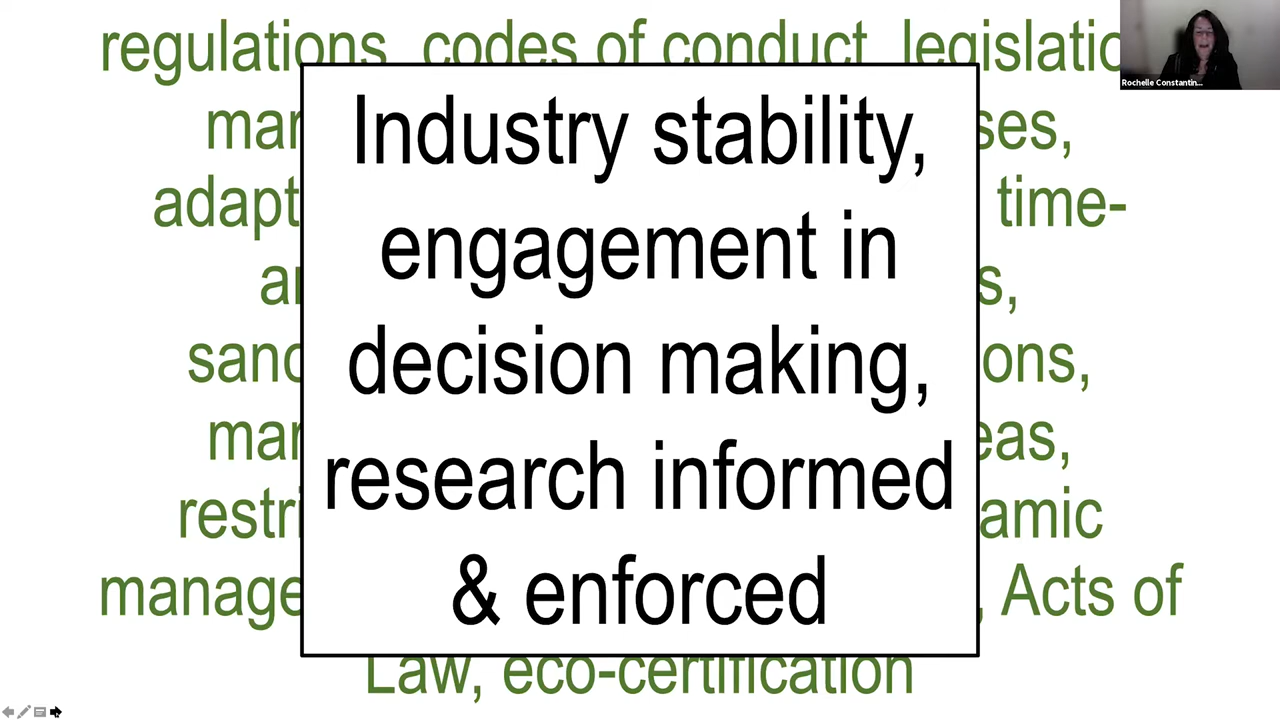 regulations, codes of conduct, legislatio
Rochelle Constantin...
mar ses,
adapt time-
ar s,
sanc ons,
mar eas,
restri amic
manage , Acts of
Law, eco-certification
Industry stability,
engagement in
decision making,
research informed
& enforced